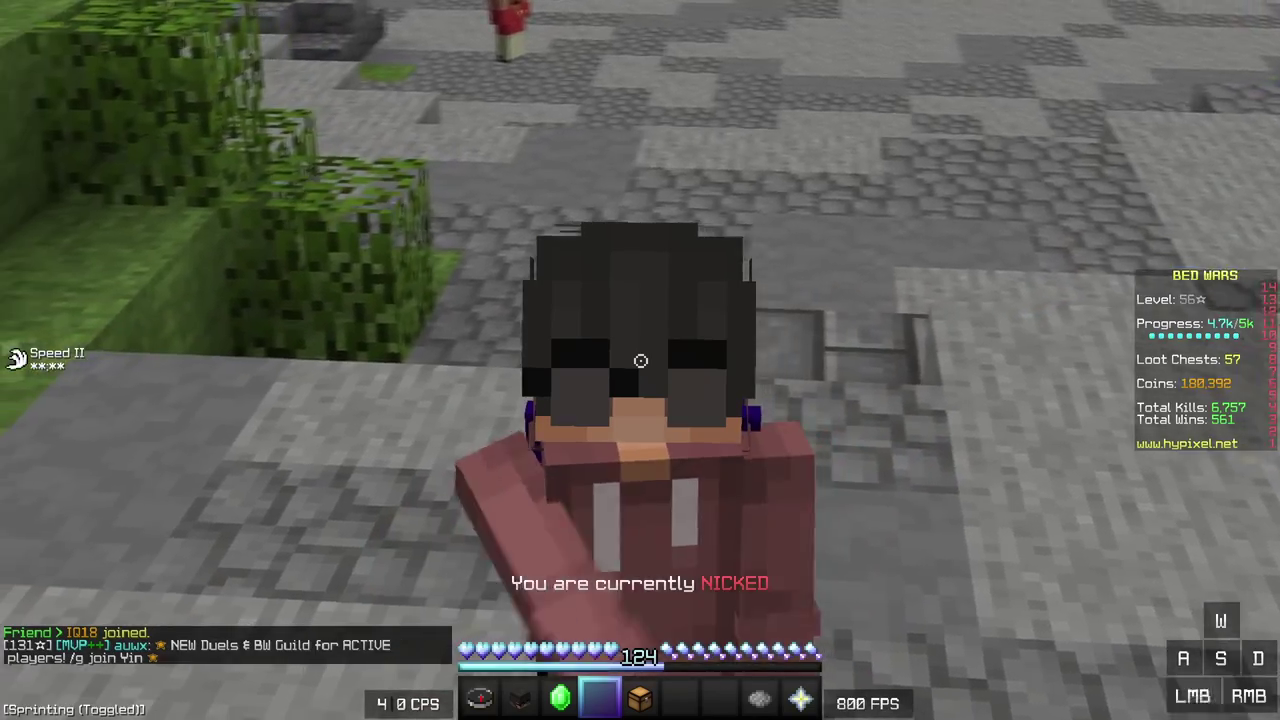 BED WARS
Level: 56☆
Progress: 4.7k/5k
Loot Chests: 57
Coins: 180,392
Total Kills: 6,757
Total Wins: 561
www.hypixel.net
Speed II
**:**
You are currently NICKED
Friend > IQ18 joined.
[131☆] [MVP++] auwx: ★ NEW Duels & BW Guild for ACTIVE
players! /g join Yin ★
[Sprinting (Toggled)]
124
4 | 0 CPS
800 FPS
W
A S D
LMB RMB